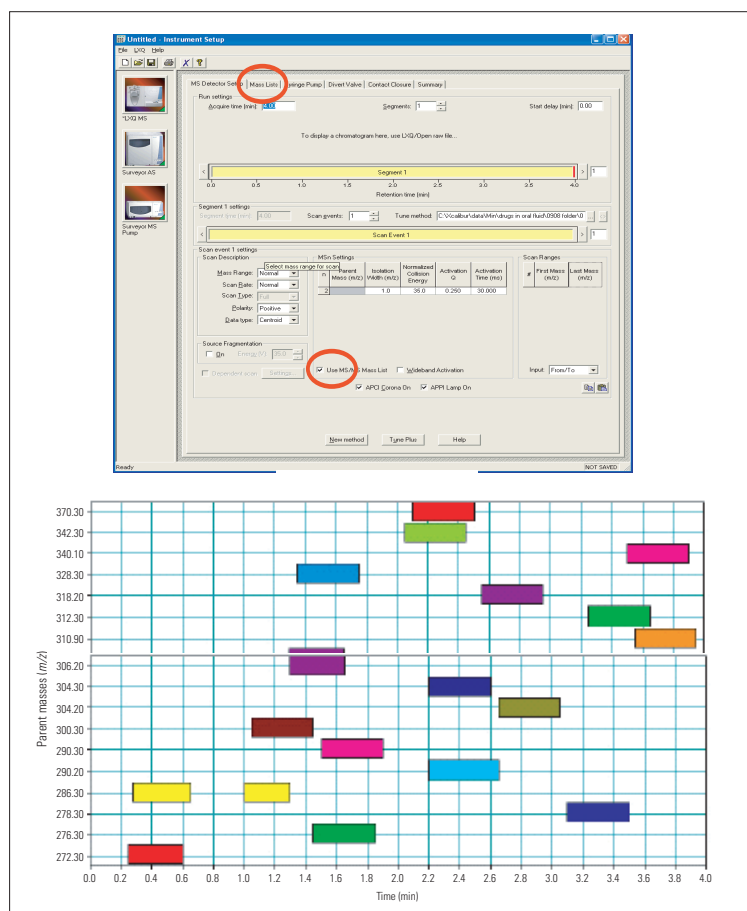 Untitled - Instrument Setup
File LXQ Help
MS Detector Setup Mass Lists Syringe Pump Divert Valve Contact Closure Summary
Run settings
Acquire time (min): 4.00 Segments: 1 Start delay (min): 0.00
*LXQ MS
To display a chromatogram here, use LXQ/Open raw file...
Surveyor AS
Segment 1
1
0.0 0.5 1.0 1.5 2.0 2.5 3.0 3.5 4.0
Retention time (min)
Surveyor MS Pump
Segment 1 settings
Segment time (min): 4.00 Scan events: 1 Tune method: C:\Xcalibur\data\Min\drugs in oral fluid\0908 folder\0
Scan Event 1
1
Scan event 1 settings
Scan Description
Select mass range for scan
Mass Range: Normal
Scan Rate: Normal
Scan Type: Full
Polarity: Positive
Data type: Centroid
MSn Settings
n Parent Mass (m/z) Isolation Width (m/z) Normalized Collision Energy Activation Q Activation Time (ms)
2 1.0 35.0 0.250 30.000
Scan Ranges
# First Mass (m/z) Last Mass (m/z)
Source Fragmentation
On Energy (V) 35.0
Dependent scan Settings...
Use MS/MS Mass List Wideband Activation
Input: From/To
APCI Corona On APPI Lamp On
New method Tune Plus Help
Ready NOT SAVED
Parent masses (m/z)
370.30
342.30
340.10
328.30
318.20
312.30
310.90
306.20
304.30
304.20
300.30
290.30
290.20
286.30
278.30
276.30
272.30
0.0 0.4 0.6 0.8 1.0 1.2 1.4 1.6 1.8 2.0 2.2 2.4 2.6 2.8 3.0 3.2 3.4 3.6 3.8 4.0
Time (min)